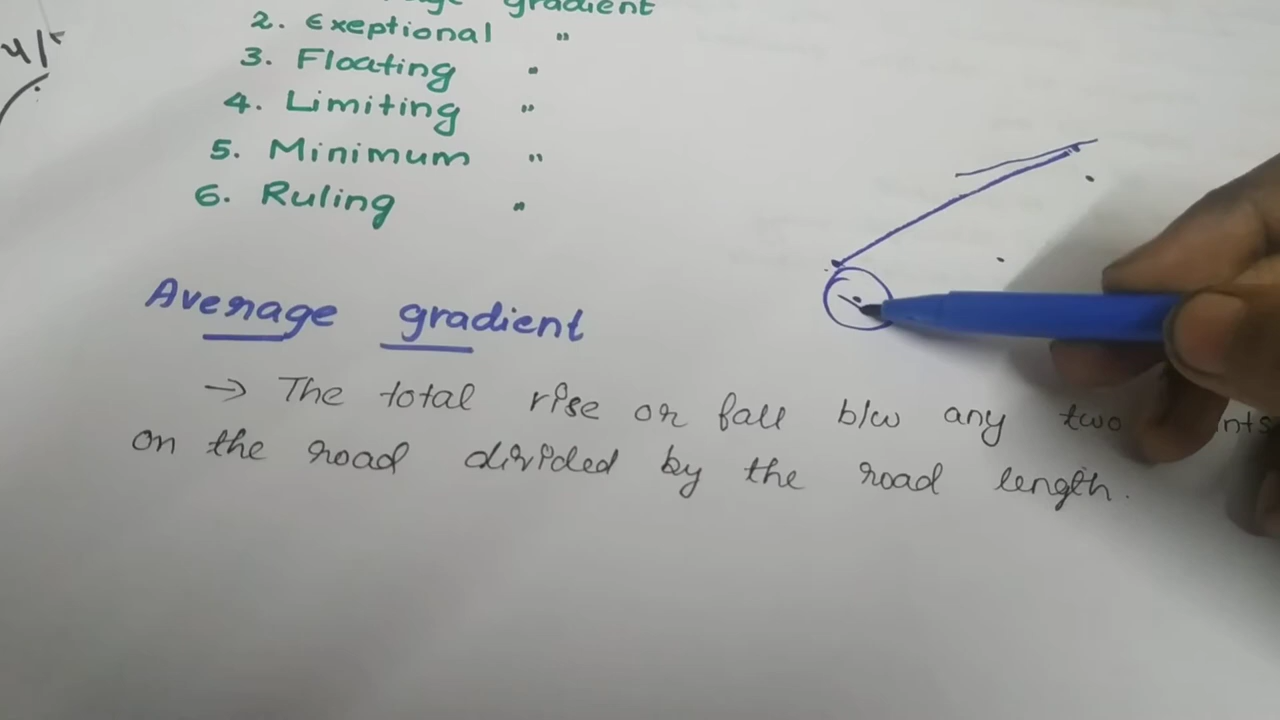 gradient
2. Exeptional "
3. Floating "
4. Limiting "
5. Minimum "
6. Ruling "
Average gradient
→ The total rise or fall b/w any two
on the road divided by the road length.